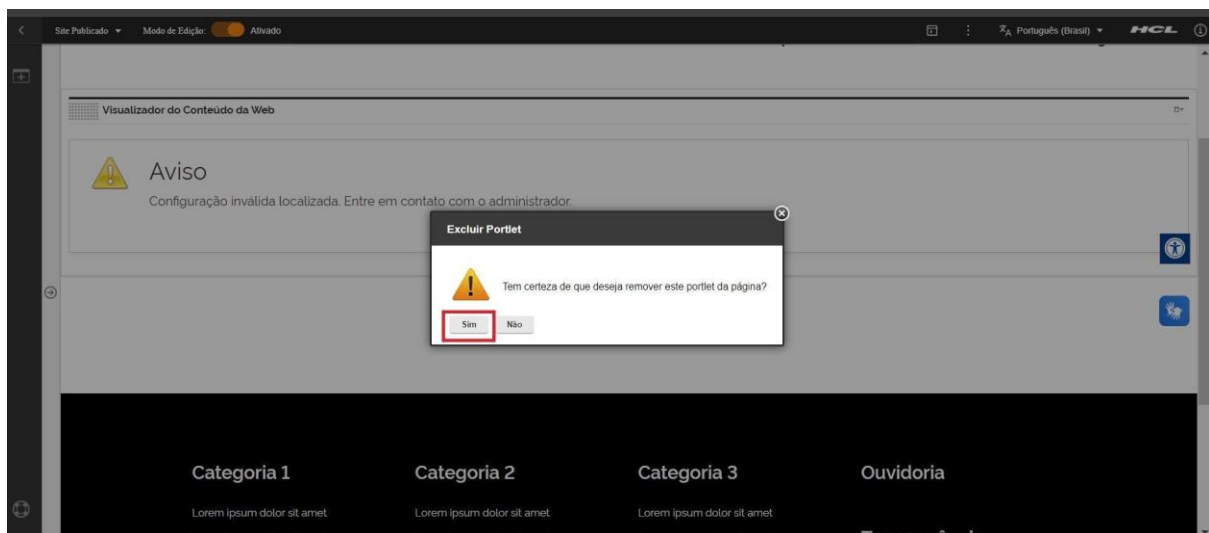 Site Publicado
Modo de Edição:
Ativado
Português (Brasil)
HCL
Visualizador do Conteúdo da Web
Aviso
Configuração inválida localizada. Entre em contato com o administrador.
Excluir Portlet
Tem certeza de que deseja remover este portlet da página?
Sim
Não
Categoria 1
Categoria 2
Categoria 3
Ouvidoria
Lorem ipsum dolor sit amet
Lorem ipsum dolor sit amet
Lorem ipsum dolor sit amet